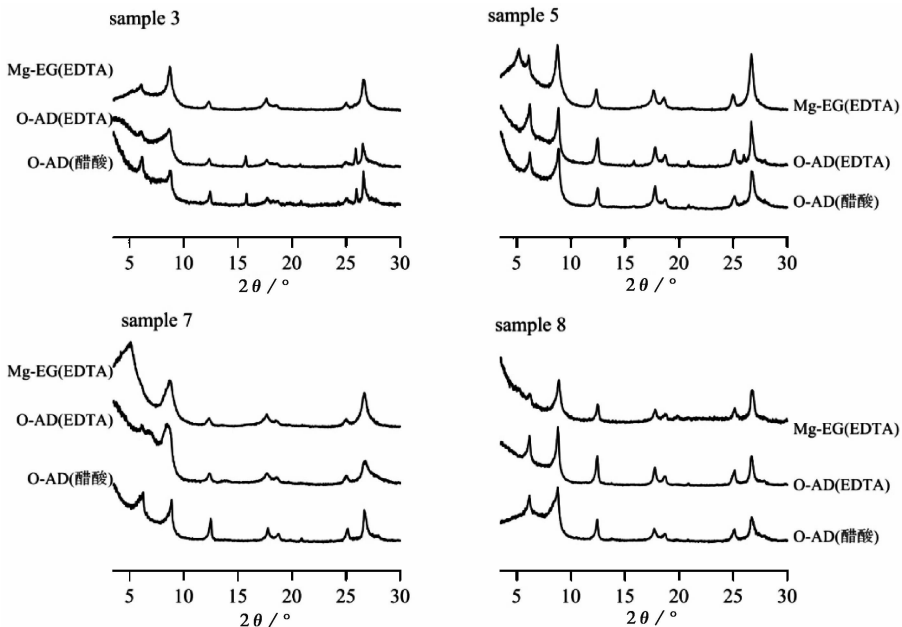 sample 3
Mg-EG(EDTA)
O-AD(EDTA)
O-AD(醋酸)
5 10 15 20 25 30
2θ / °
sample 5
Mg-EG(EDTA)
O-AD(EDTA)
O-AD(醋酸)
5 10 15 20 25 30
2θ / °
sample 7
Mg-EG(EDTA)
O-AD(EDTA)
O-AD(醋酸)
5 10 15 20 25 30
2θ / °
sample 8
Mg-EG(EDTA)
O-AD(EDTA)
O-AD(醋酸)
5 10 15 20 25 30
2θ / °